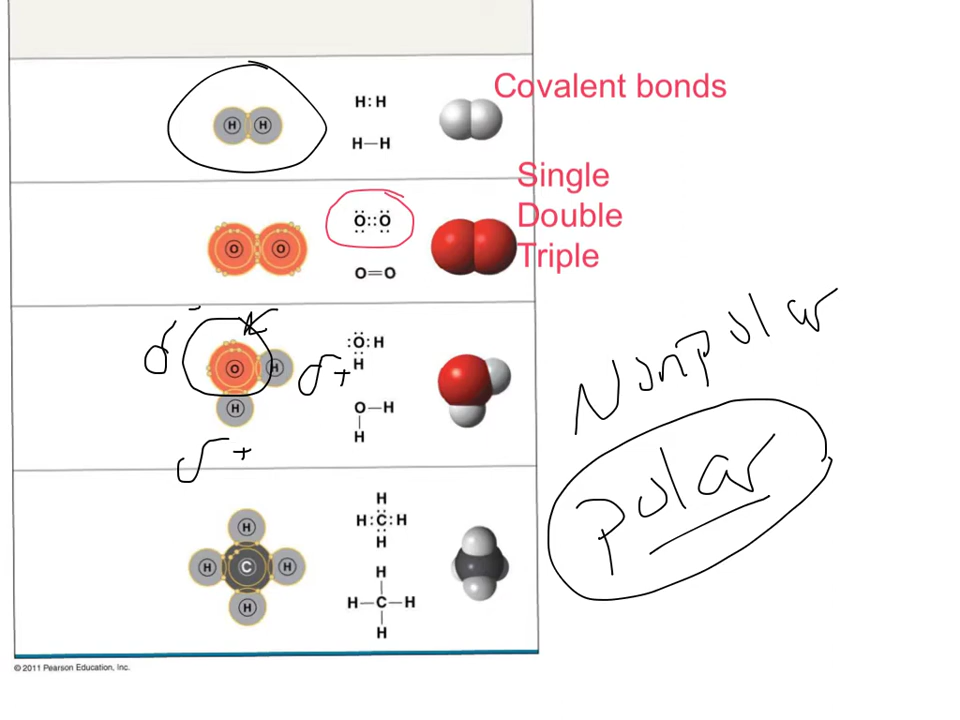 Covalent bonds
H H
H:H
H—H
Single
Double
Triple
O O
Ö::Ö
O=O
Nonpolar
polar
δ-
O H
H
δ+
δ+
:Ö:H
H
O—H
H
H
H C H
H
H
H:C:H
H
H
H—C—H
H
© 2011 Pearson Education, Inc.